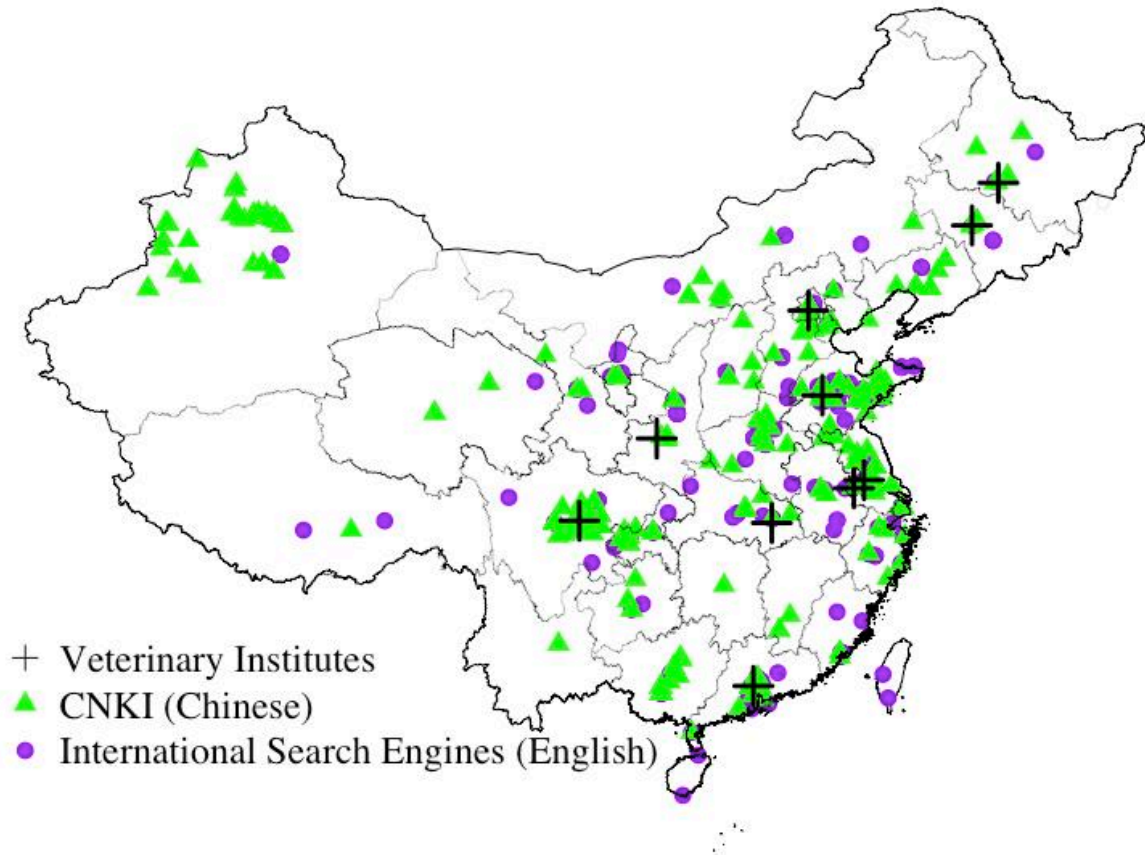 Veterinary Institutes
CNKI (Chinese)
International Search Engines (English)